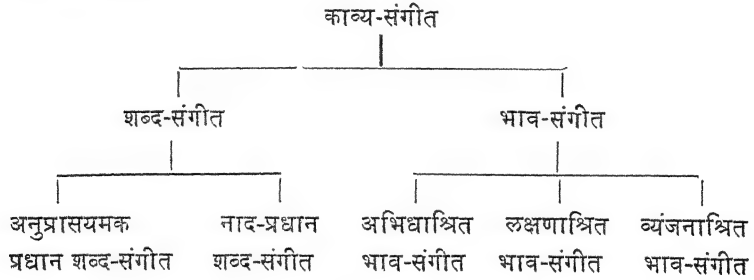 काव्य-संगीत
शब्द-संगीत भाव-संगीत
अनुप्रासयमक नाद-प्रधान अभिधाश्रित लक्षणाश्रित व्यंजनाश्रित
प्रधान शब्द-संगीत शब्द-संगीत भाव-संगीत भाव-संगीत भाव-संगीत